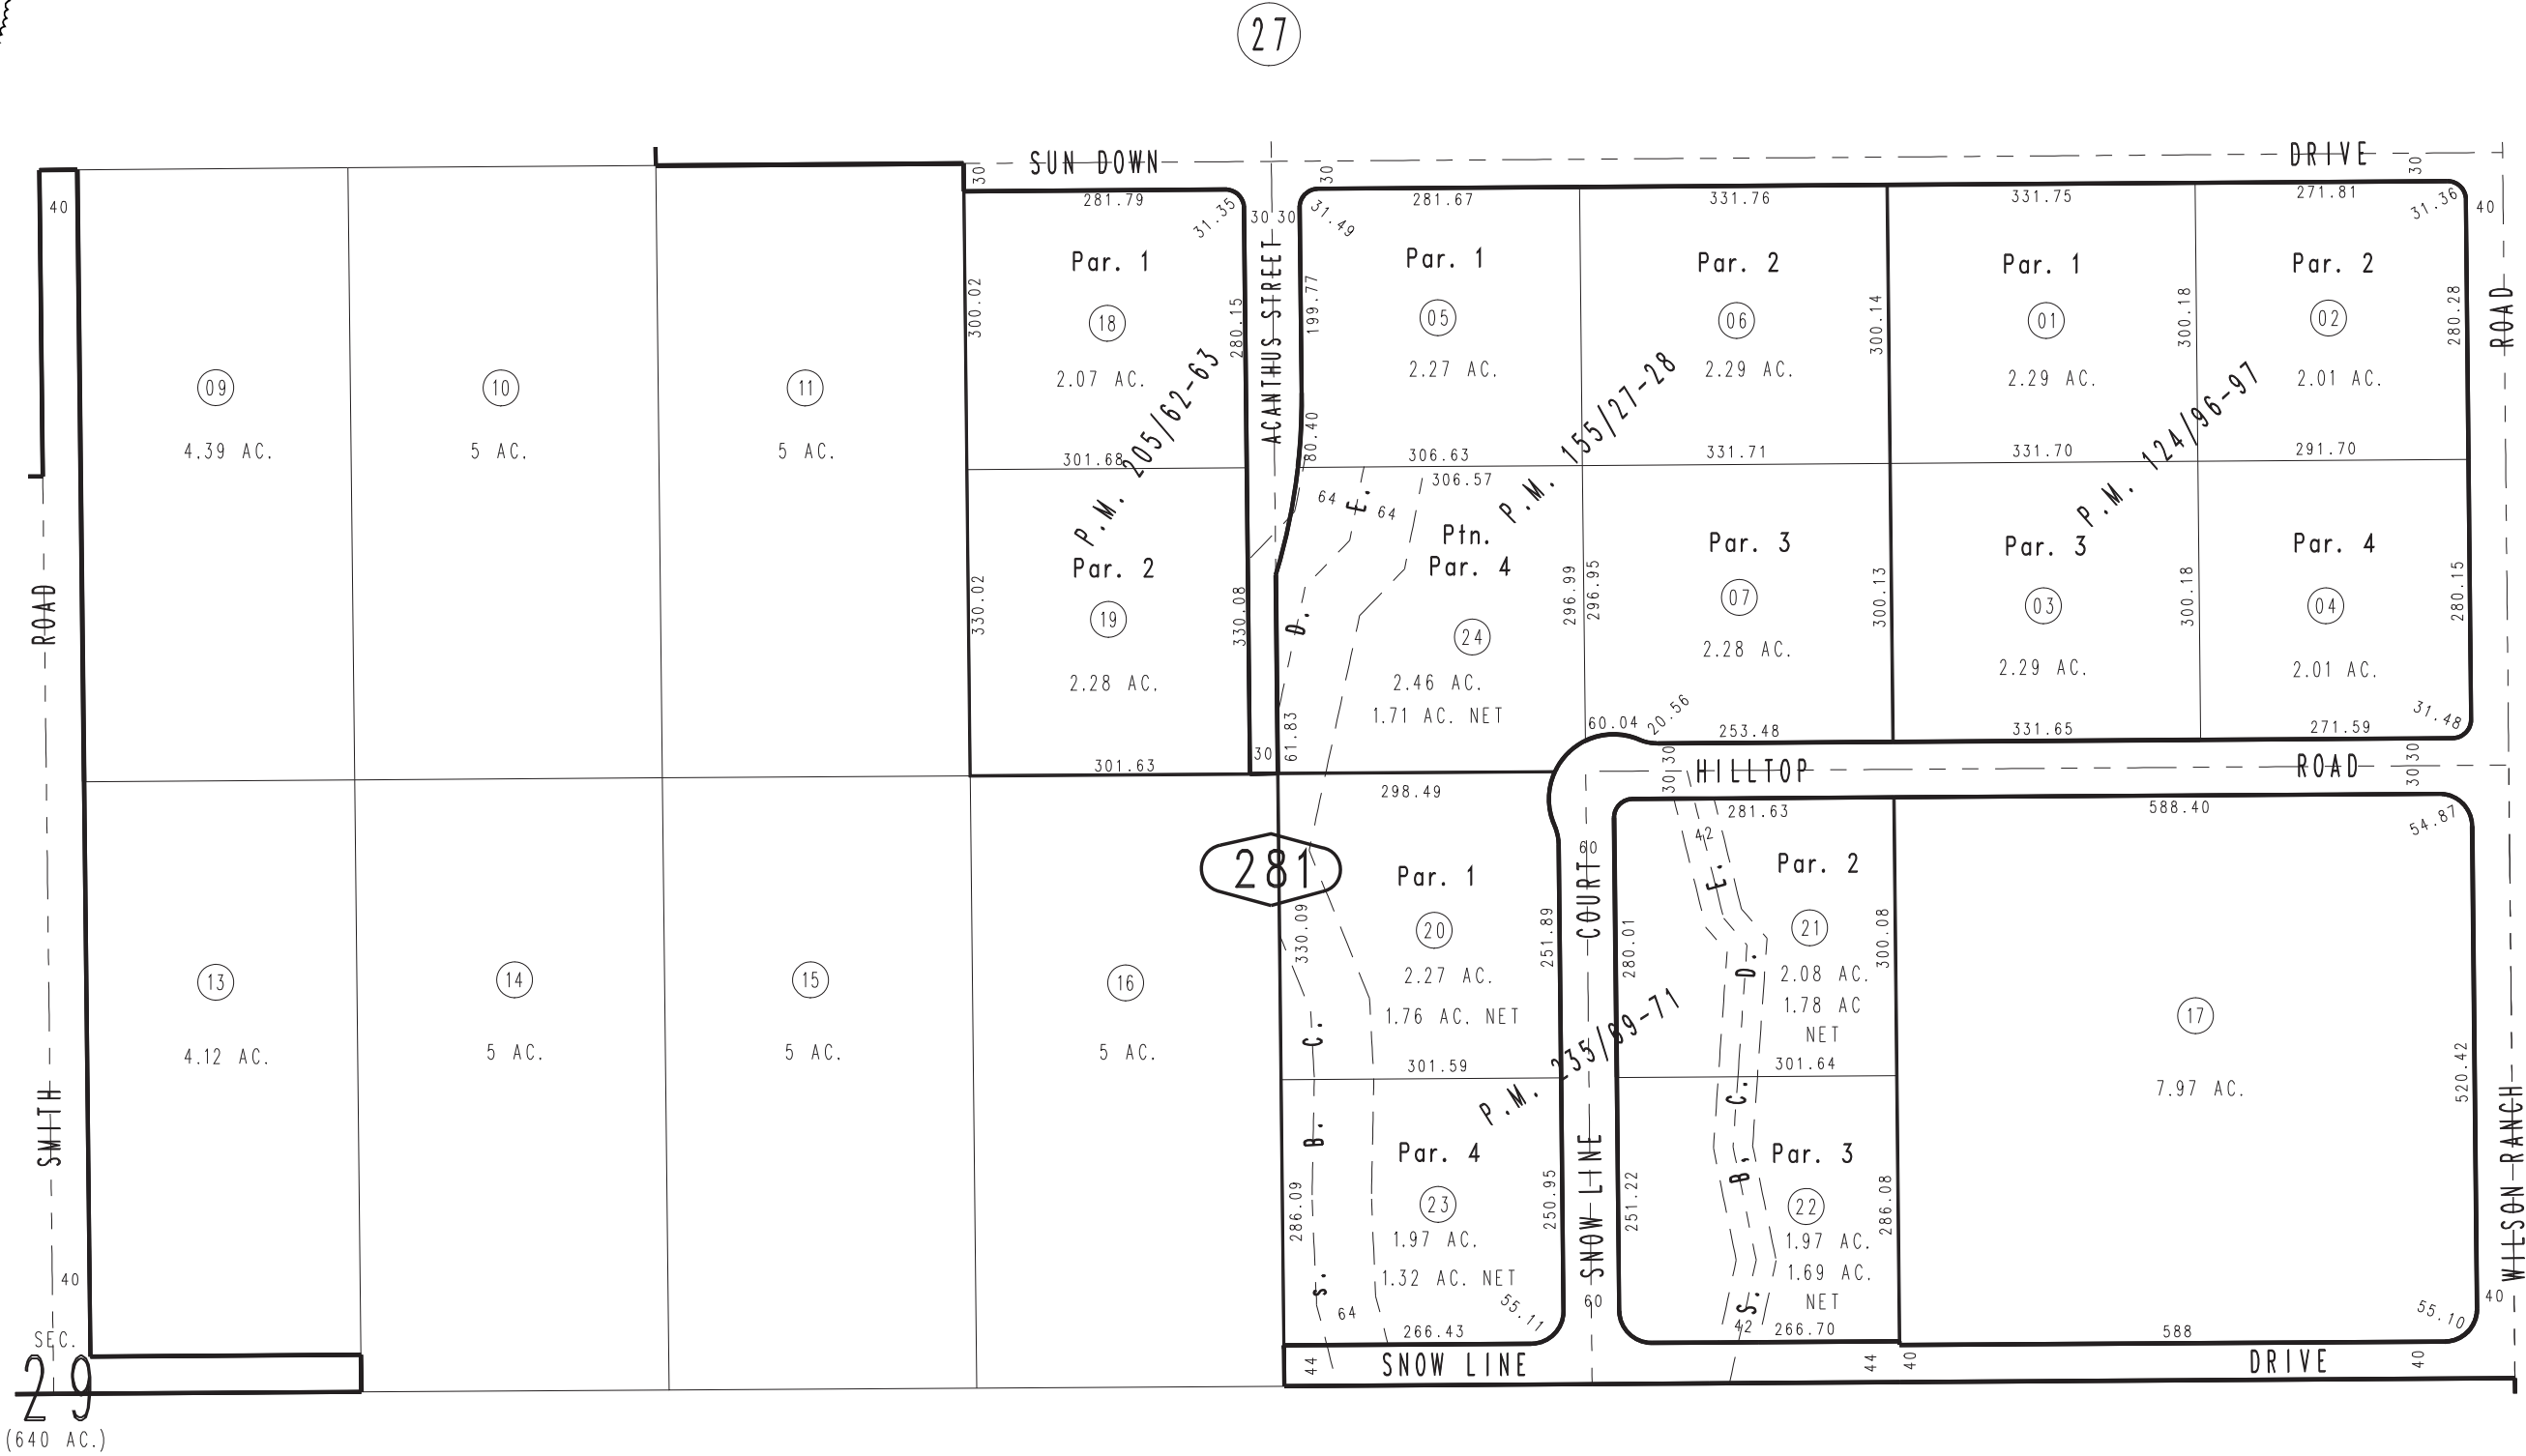 27
SUN DOWN
DRIVE
30
30
30
40
281.79
31.35
30 30
31.49
281.67
331.76
331.75
271.81
31.36
40
Par. 1
Par. 1
Par. 2
Par. 1
Par. 2
300.02
280.15
ACANTHUS STREET
199.77
300.14
300.18
280.28
ROAD
18
05
06
01
02
2.07 AC.
2.27 AC.
2.29 AC.
2.29 AC.
2.01 AC.
09
10
11
4.39 AC.
5 AC.
5 AC.
P.M. 205/62-63
P.M. 155/27-28
P.M. 124/96-97
80.40
301.68
306.63
331.71
331.70
291.70
306.57
64
E.
64
Ptn.
Par. 4
Par. 3
Par. 3
Par. 4
Par. 2
330.02
330.08
D.
296.99
296.95
300.13
300.18
280.15
ROAD
19
24
07
03
04
2.28 AC.
2.46 AC.
1.71 AC. NET
2.28 AC.
2.29 AC.
2.01 AC.
61.83
30
60.04
20.56
253.48
331.65
271.59
31.48
301.63
298.49
30 30
HILLTOP
ROAD
30 30
281.63
588.40
54.87
281
42
60
E.
Par. 1
Par. 2
330.09
20
251.89
COURT
280.01
21
300.08
D.
2.27 AC.
1.76 AC. NET
2.08 AC.
1.78 AC
NET
13
14
15
16
17
4.12 AC.
5 AC.
5 AC.
5 AC.
7.97 AC.
C.
301.59
301.64
P.M. 235/69-71
C.
520.42
B.
SMITH
Par. 4
SNOW LINE
B.
Par. 3
WILSON RANCH
286.09
23
250.95
251.22
22
286.08
1.97 AC.
1.32 AC. NET
1.97 AC.
1.69 AC.
NET
S.
S.
40
64
55.11
60
42
55.10
40
266.43
266.70
588
SEC.
29
(640 AC.)
44
SNOW LINE
44
40
DRIVE
40